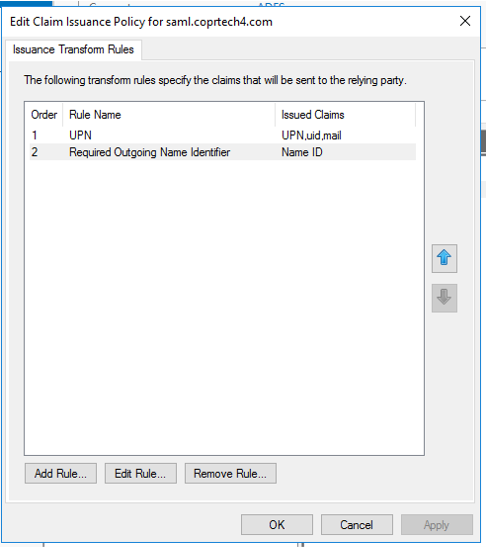 Edit Claim Issuance Policy for saml.coprtech4.com
Issuance Transform Rules
The following transform rules specify the claims that will be sent to the relying party.
Order Rule Name Issued Claims
1 UPN UPN,uid,mail
2 Required Outgoing Name Identifier Name ID
Add Rule... Edit Rule... Remove Rule...
OK Cancel Apply